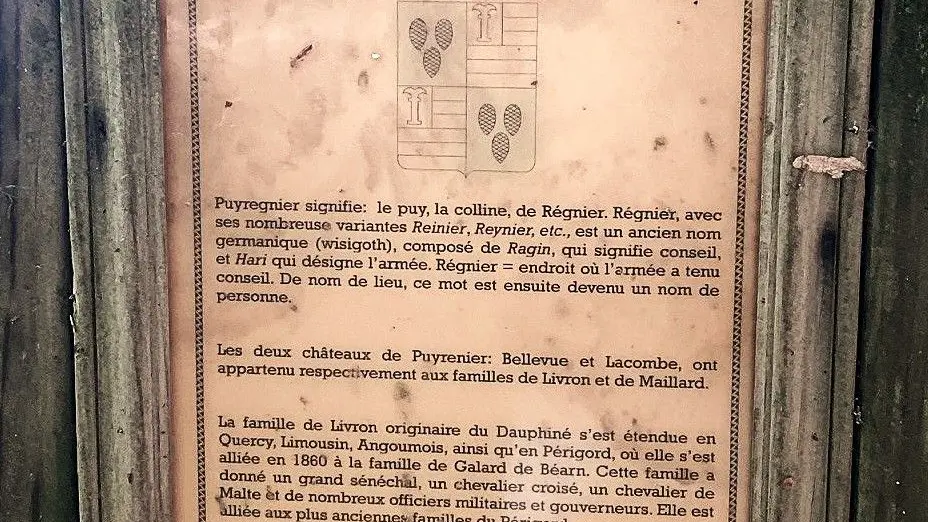 Puyregnier signifie: le puy, la colline, de Régnier. Régnier, avec
ses nombreuse variantes Reinier, Reynier, etc., est un ancien nom
germanique (wisigoth), composé de Ragin, qui signifie conseil,
et Hari qui désigne l'armée. Régnier = endroit où l'armée a tenu
conseil. De nom de lieu, ce mot est ensuite devenu un nom de
personne.
Les deux châteaux de Puyrenier: Bellevue et Lacombe, ont
appartenu respectivement aux familles de Livron et de Maillard.
La famille de Livron originaire du Dauphiné s'est étendue en
Quercy, Limousin, Angoumois, ainsi qu'en Périgord, où elle s'est
alliée en 1860 à la famille de Galard de Béarn. Cette famille a
donné un grand sénéchal, un chevalier croisé, un chevalier de
Malte et de nombreux officiers militaires et gouverneurs. Elle est
alliée aux plus anciennes familles du Périgord